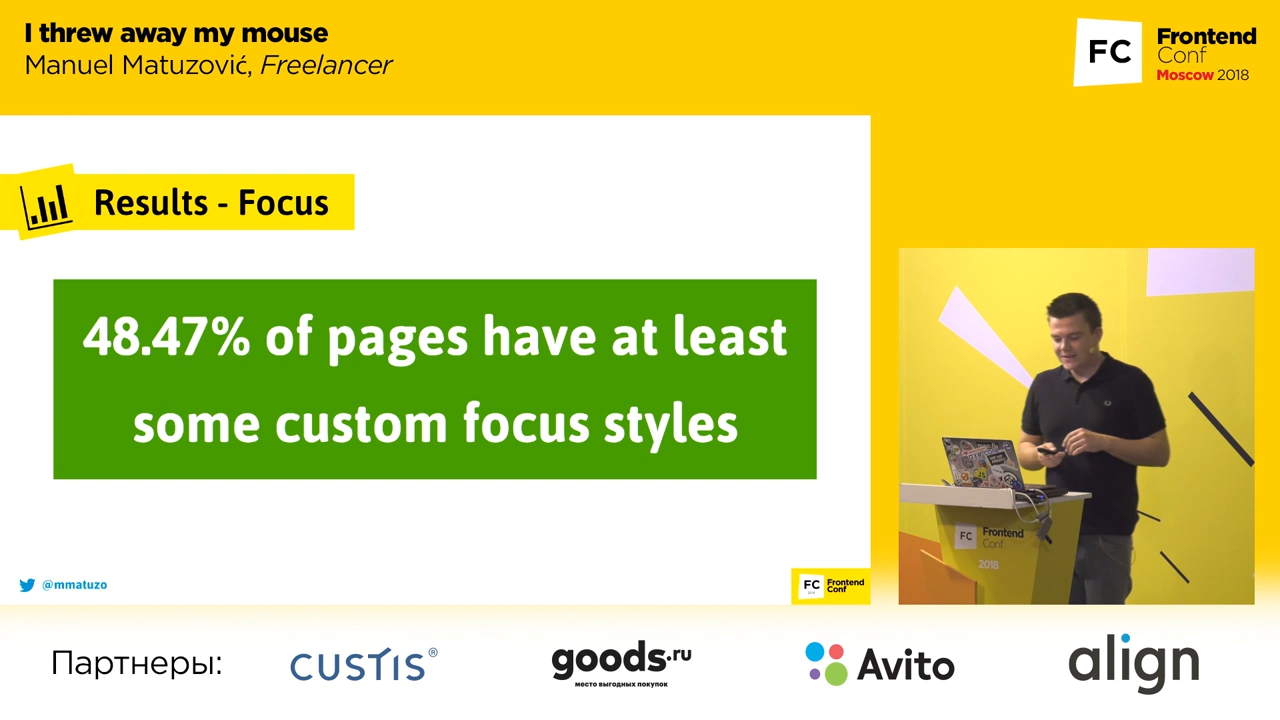 I threw away my mouse
Manuel Matuzović, Freelancer
FC
Frontend
Conf
Moscow 2018
Results - Focus
48.47% of pages have at least
some custom focus styles
@mmatuzo
FC
Frontend
Conf
FC
Frontend
Conf
2018
Партнеры:
CUSTIS®
goods.ru
место выгодных покупок
Avito
align